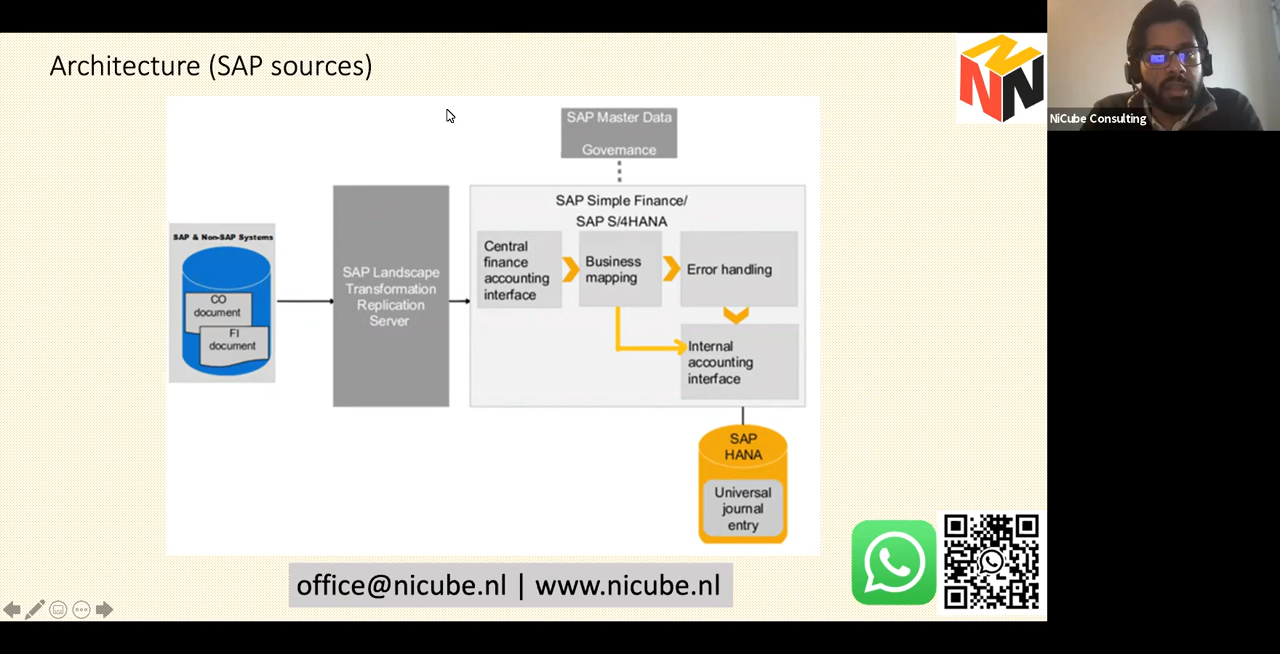 Architecture (SAP sources)
NiCube Consulting
SAP Master Data
Governance
SAP Simple Finance/
SAP S/4HANA
SAP & Non-SAP Systems
CO
document
FI
document
SAP Landscape
Transformation
Replication
Server
Central
finance
accounting
interface
Business
mapping
Error handling
Internal
accounting
interface
SAP
HANA
Universal
journal
entry
office@nicube.nl | www.nicube.nl